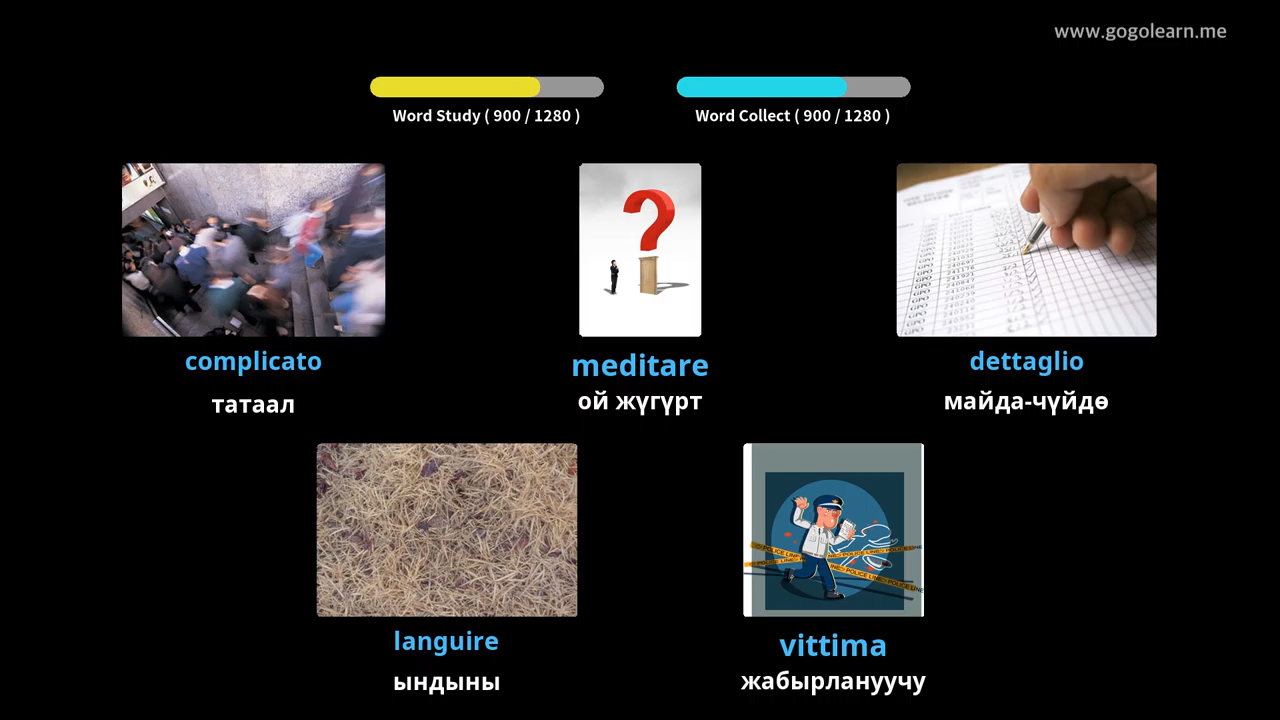 www.gogolearn.me
Word Study ( 900 / 1280 )
Word Collect ( 900 / 1280 )
complicato
татаал
meditare
ой жүгүрт
dettaglio
майда-чүйдө
languire
ындыны
vittima
жабырлануучу